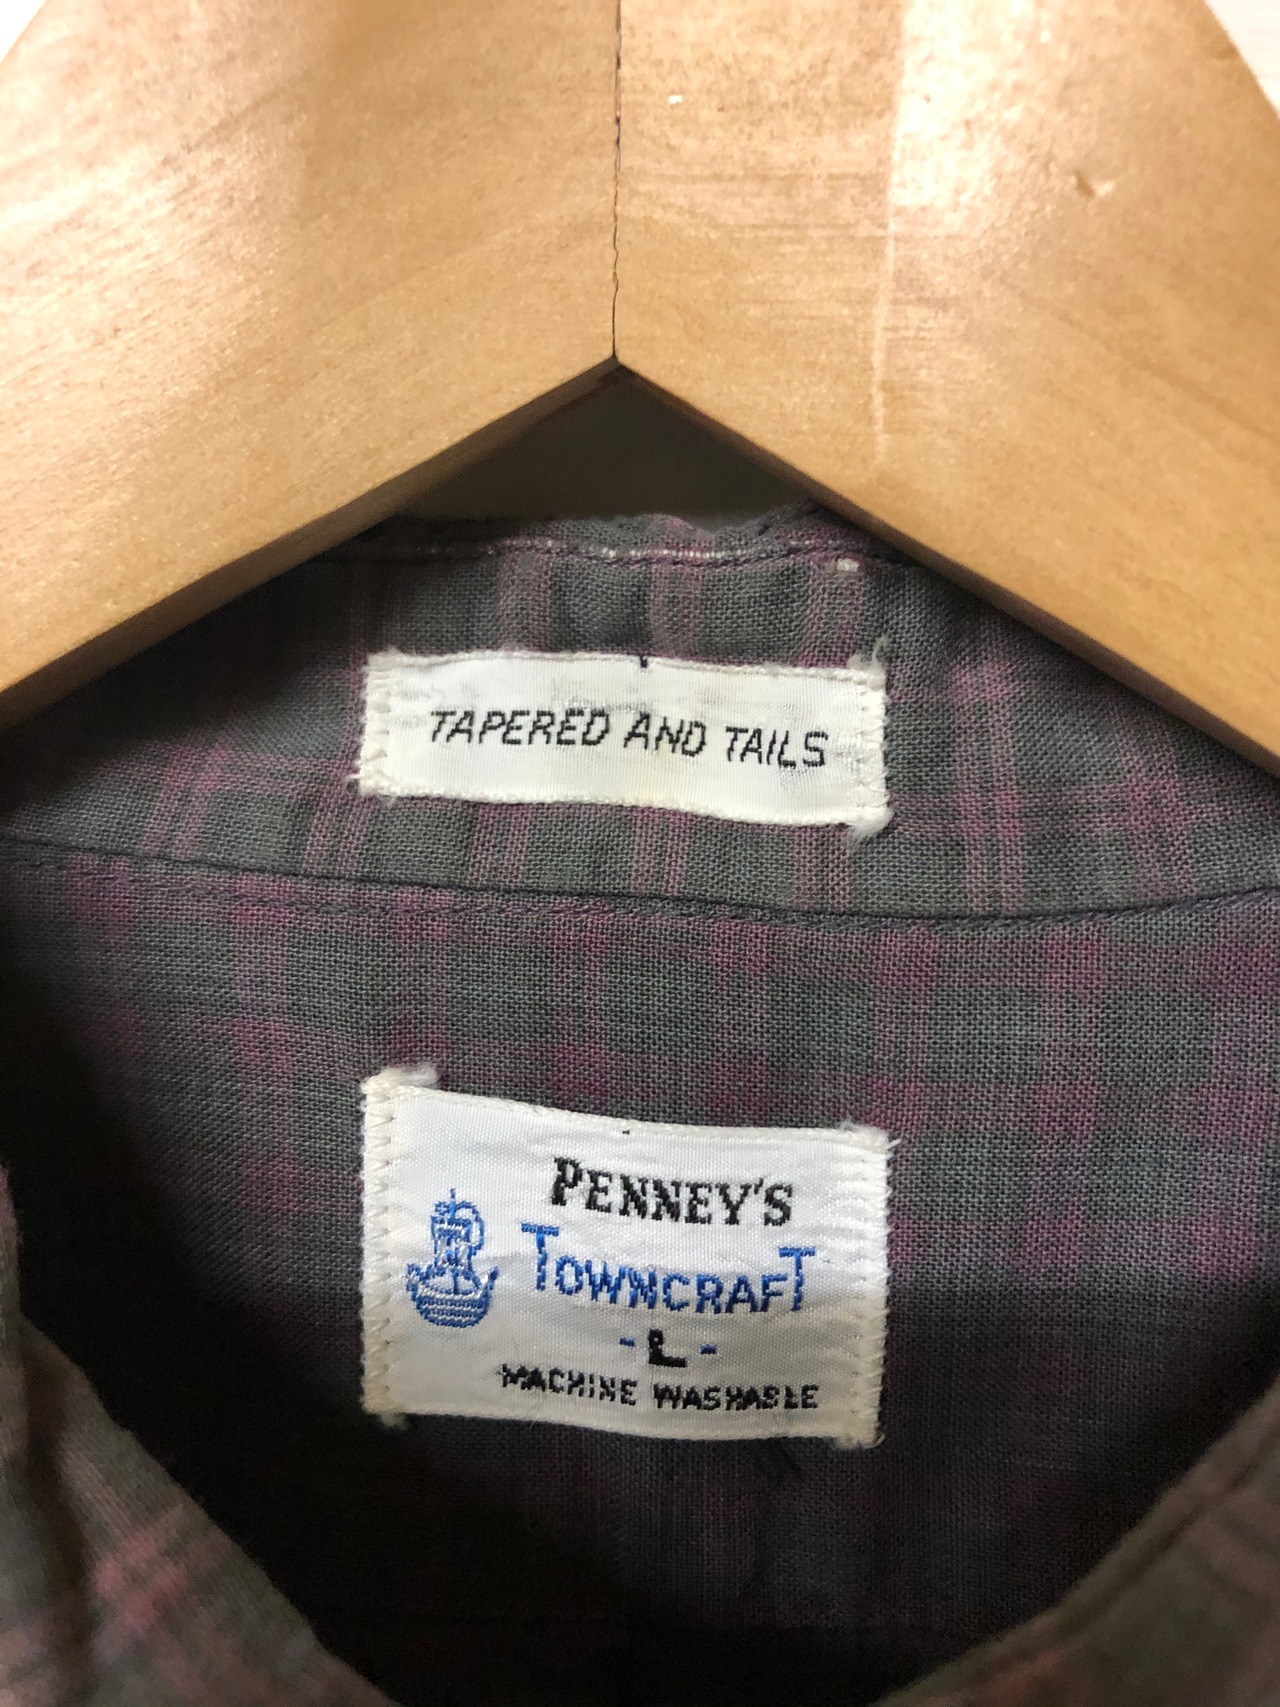 TAPERED AND TAILS
PENNEY'S
TOWNCRAFT
-L-
MACHINE WASHABLE